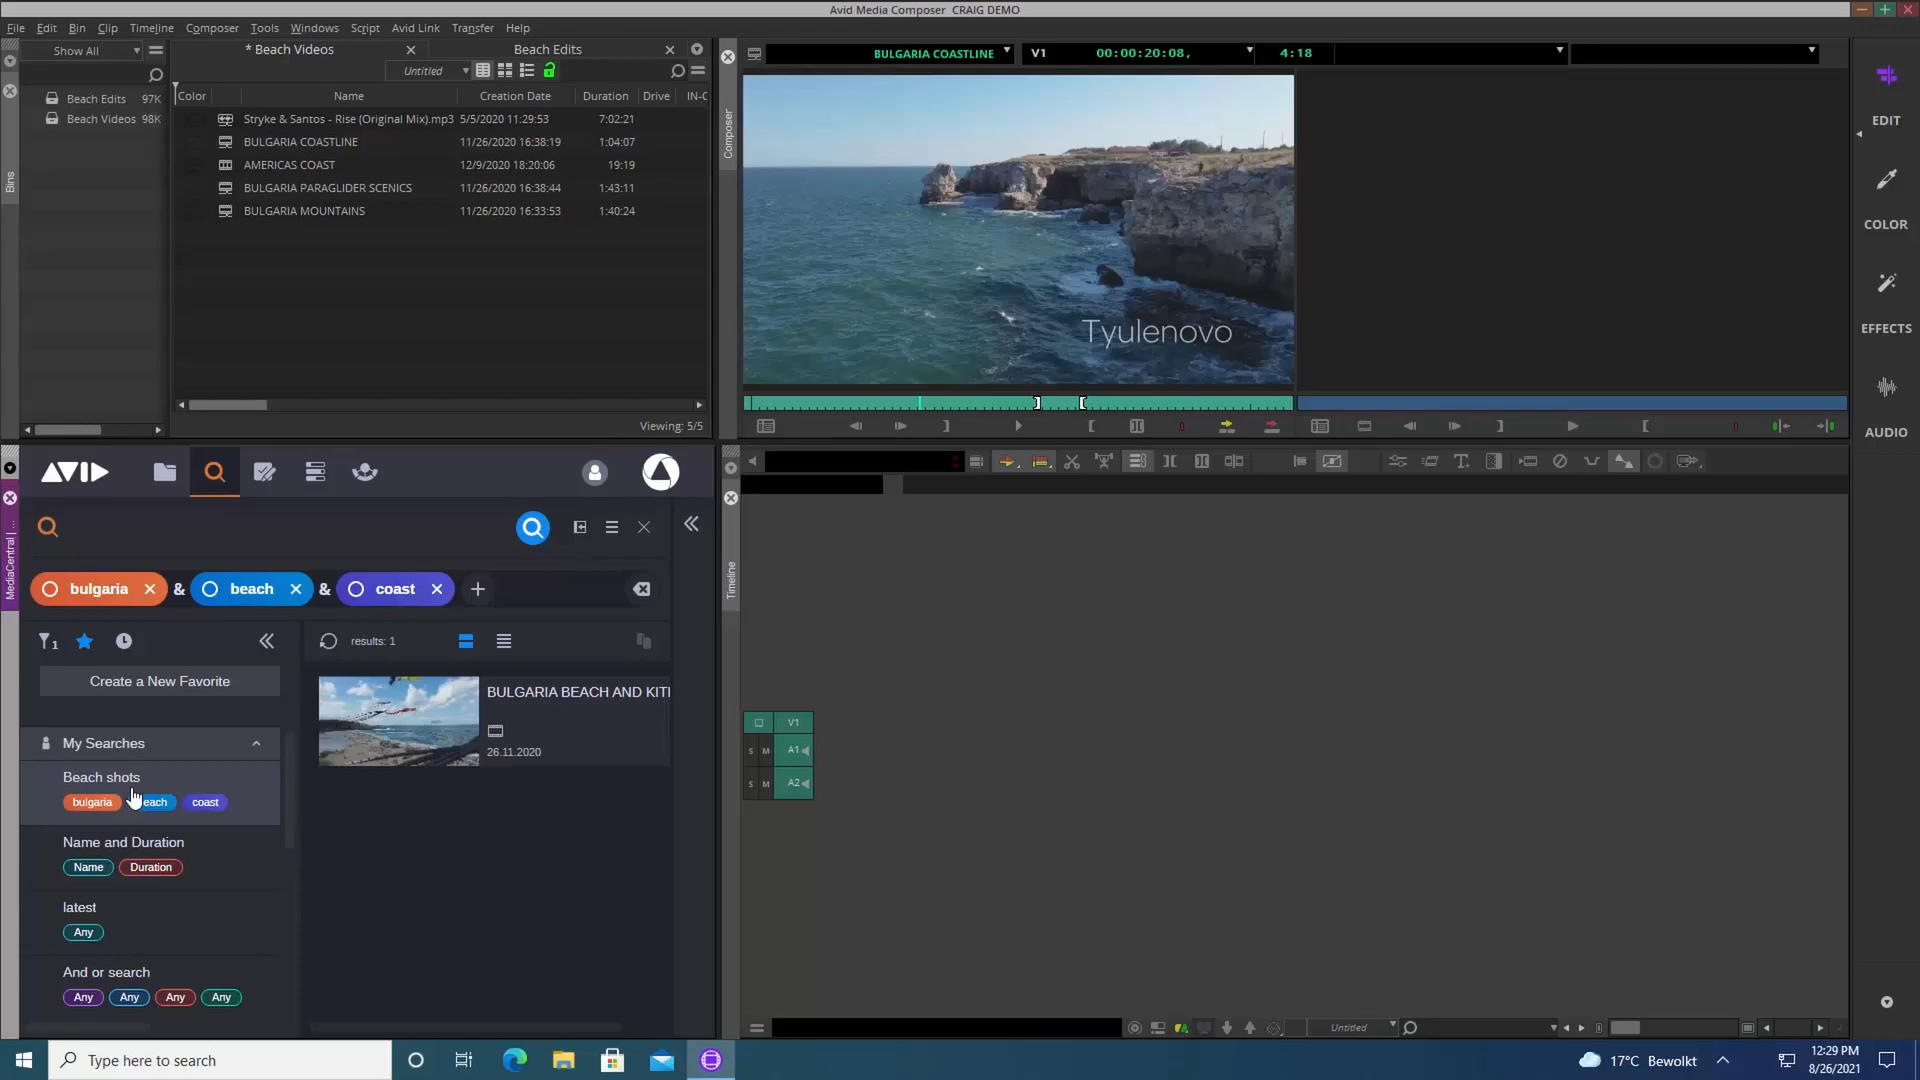 Avid Media Composer CRAIG DEMO
File Edit Bin Clip Timeline Composer Tools Windows Script Avid Link Transfer Help
Show All
* Beach Videos
Beach Edits
Untitled
Color Name Creation Date Duration Drive IN-O
Beach Edits 97K
Beach Videos 98K
Bins
Stryke & Santos - Rise (Original Mix).mp3 5/5/2020 11:29:53 7:02:21
BULGARIA COASTLINE 11/26/2020 16:38:19 1:04:07
AMERICAS COAST 12/9/2020 18:20:06 19:19
BULGARIA PARAGLIDER SCENICS 11/26/2020 16:38:44 1:43:11
BULGARIA MOUNTAINS 11/26/2020 16:33:53 1:40:24
Viewing: 5/5
Composer
BULGARIA COASTLINE V1 00:00:20:08, 4:18
Tyulenovo
EDIT
COLOR
EFFECTS
AUDIO
AVID
MediaCentral | ...
bulgaria & beach & coast
1
results: 1
Create a New Favorite
My Searches
Beach shots
bulgaria each coast
Name and Duration
Name Duration
latest
Any
And or search
Any Any Any Any
BULGARIA BEACH AND KITI
26.11.2020
Timeline
V1
S M A1
S M A2
Untitled
Type here to search
17°C Bewolkt
12:29 PM
8/26/2021